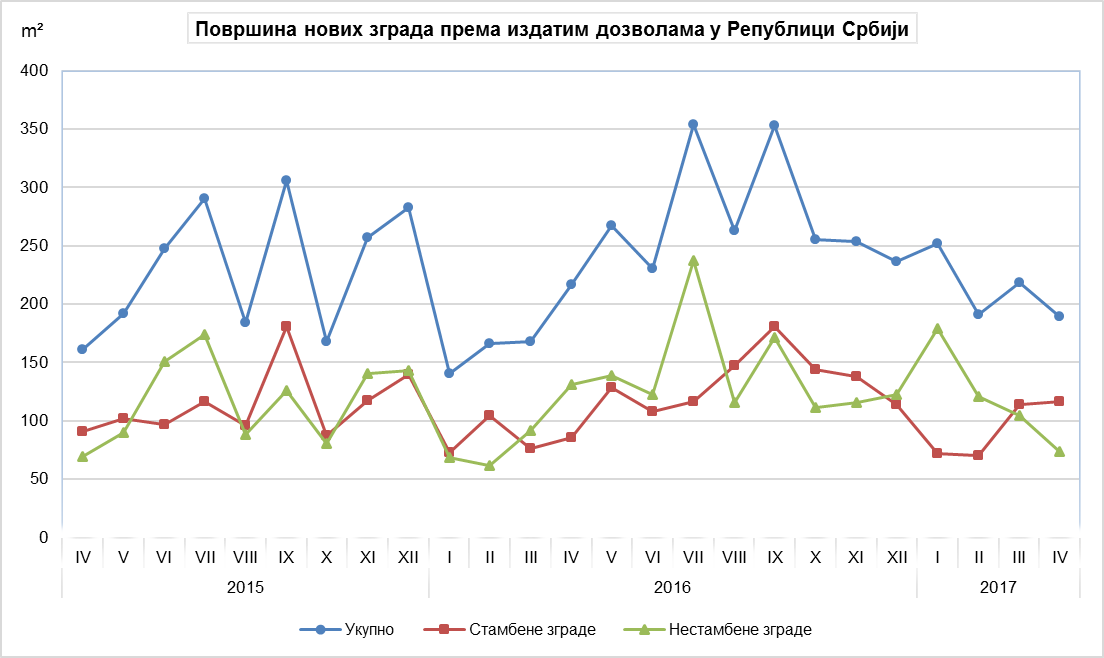 m²
Површина нових зграда према издатим дозволама у Републици Србији
400
350
300
250
200
150
100
50
0
IV V VI VII VIII IX X XI XII I II III IV V VI VII VIII IX X XI XII I II III IV
2015 2016 2017
Укупно Стамбене зграде Нестамбене зграде